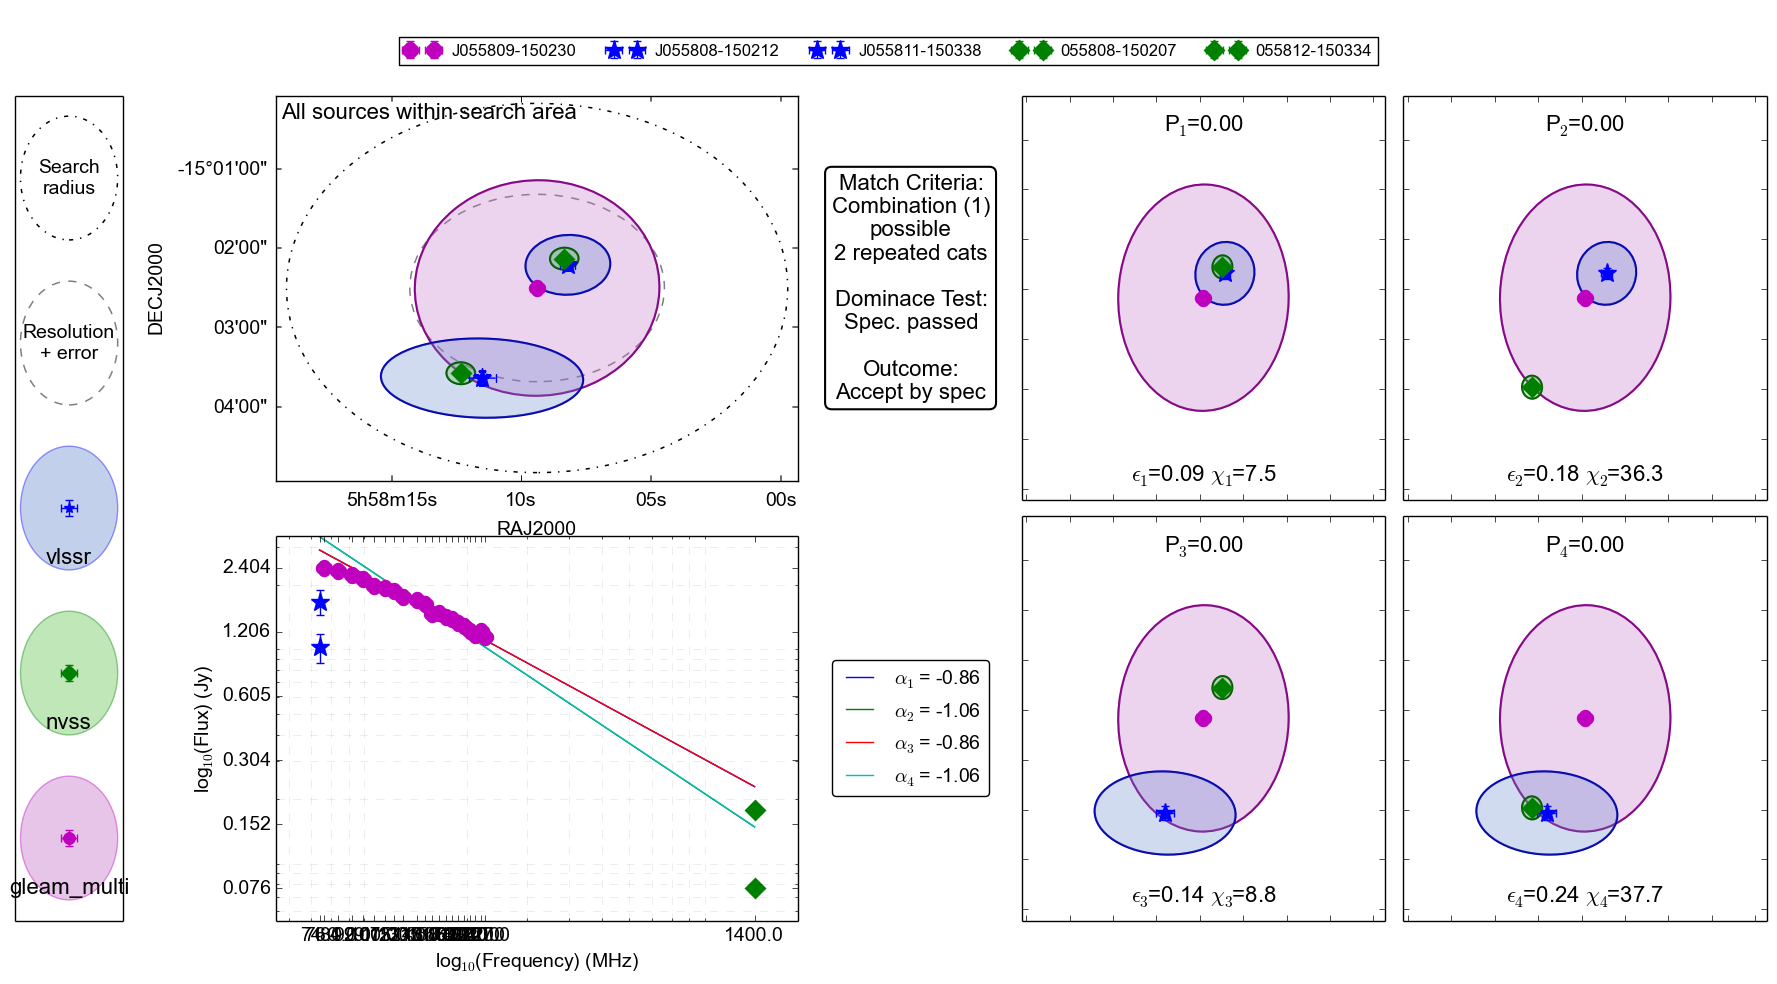 J055809-150230 J055808-150212 J055811-150338 055808-150207 055812-150334
Search
radius
Resolution
+ error
vlssr
nvss
gleam_multi
All sources within search area
DECJ2000
-15°01'00"
02'00"
03'00"
04'00"
5h58m15s 10s 05s 00s
RAJ2000
Match Criteria:
Combination (1)
possible
2 repeated cats
Dominace Test:
Spec. passed
Outcome:
Accept by spec
P1=0.00
ϵ1=0.09 χ1=7.5
P2=0.00
ϵ2=0.18 χ2=36.3
log10(Flux) (Jy)
2.404
1.206
0.605
0.304
0.152
0.076
1400.0
log10(Frequency) (MHz)
α1 = -0.86
α2 = -1.06
α3 = -0.86
α4 = -1.06
P3=0.00
ϵ3=0.14 χ3=8.8
P4=0.00
ϵ4=0.24 χ4=37.7